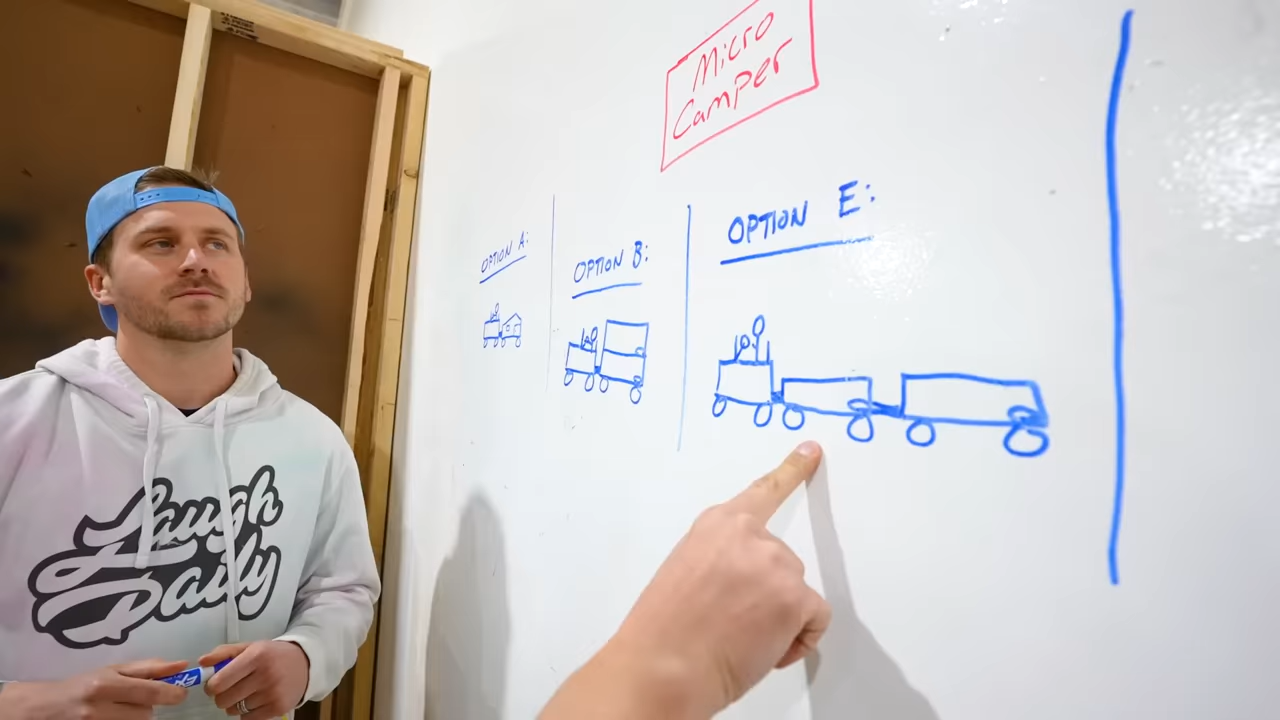 Micro
Camper
OPTION A:
OPTION B:
OPTION E:
Laugh
Daily